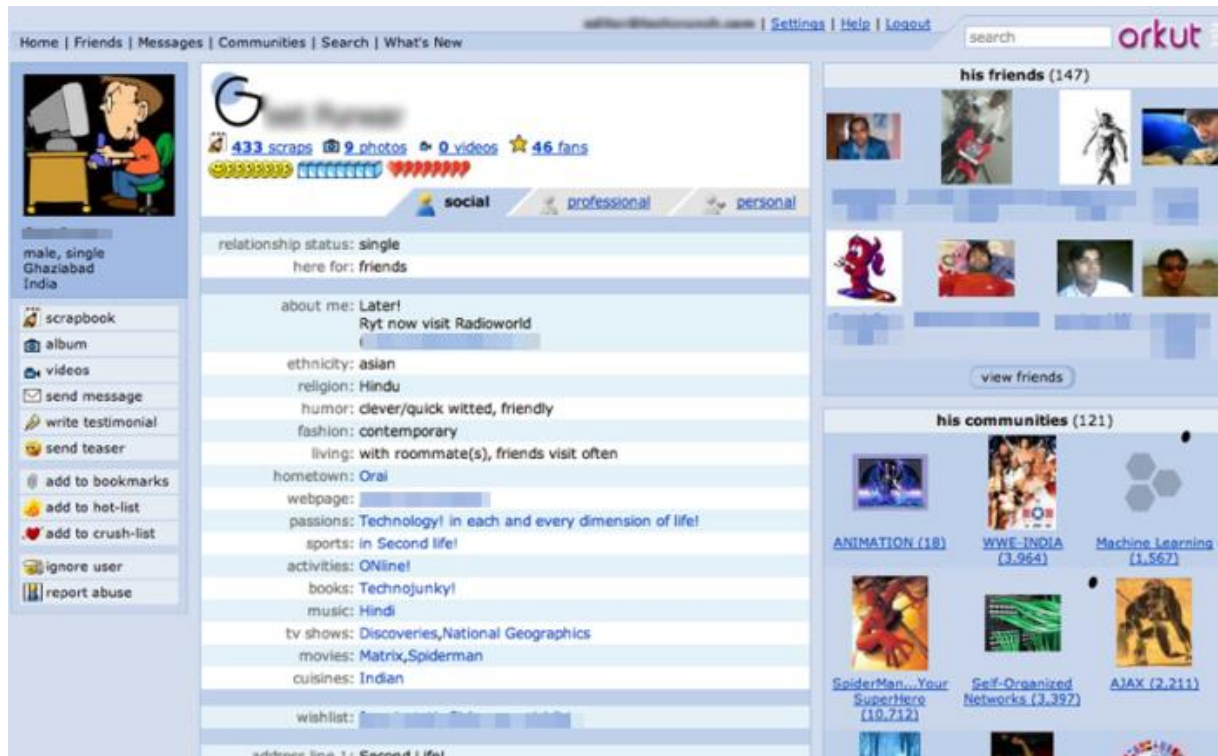 | Settings | Help | Logout
Home | Friends | Messages | Communities | Search | What's New
search
orkut
male, single
Ghaziabad
India
scrapbook
album
videos
send message
write testimonial
send teaser
add to bookmarks
add to hot-list
add to crush-list
ignore user
report abuse
G
433 scraps 9 photos 0 videos 46 fans
social professional personal
relationship status: single
here for: friends
about me: Later!
Ryt now visit Radioworld
ethnicity: asian
religion: Hindu
humor: clever/quick witted, friendly
fashion: contemporary
living: with roommate(s), friends visit often
hometown: Orai
webpage:
passions: Technology! in each and every dimension of life!
sports: in Second life!
activities: ONline!
books: Technojunky!
music: Hindi
tv shows: Discoveries,National Geographics
movies: Matrix,Spiderman
cuisines: Indian
wishlist:
address line 1: Second Life!
his friends (147)
view friends
his communities (121)
ANIMATION (18)
WWE-INDIA
(3,964)
Machine Learning
(1,567)
SpiderMan...Your
SuperHero
(10,712)
Self-Organized
Networks (3,397)
AJAX (2,211)